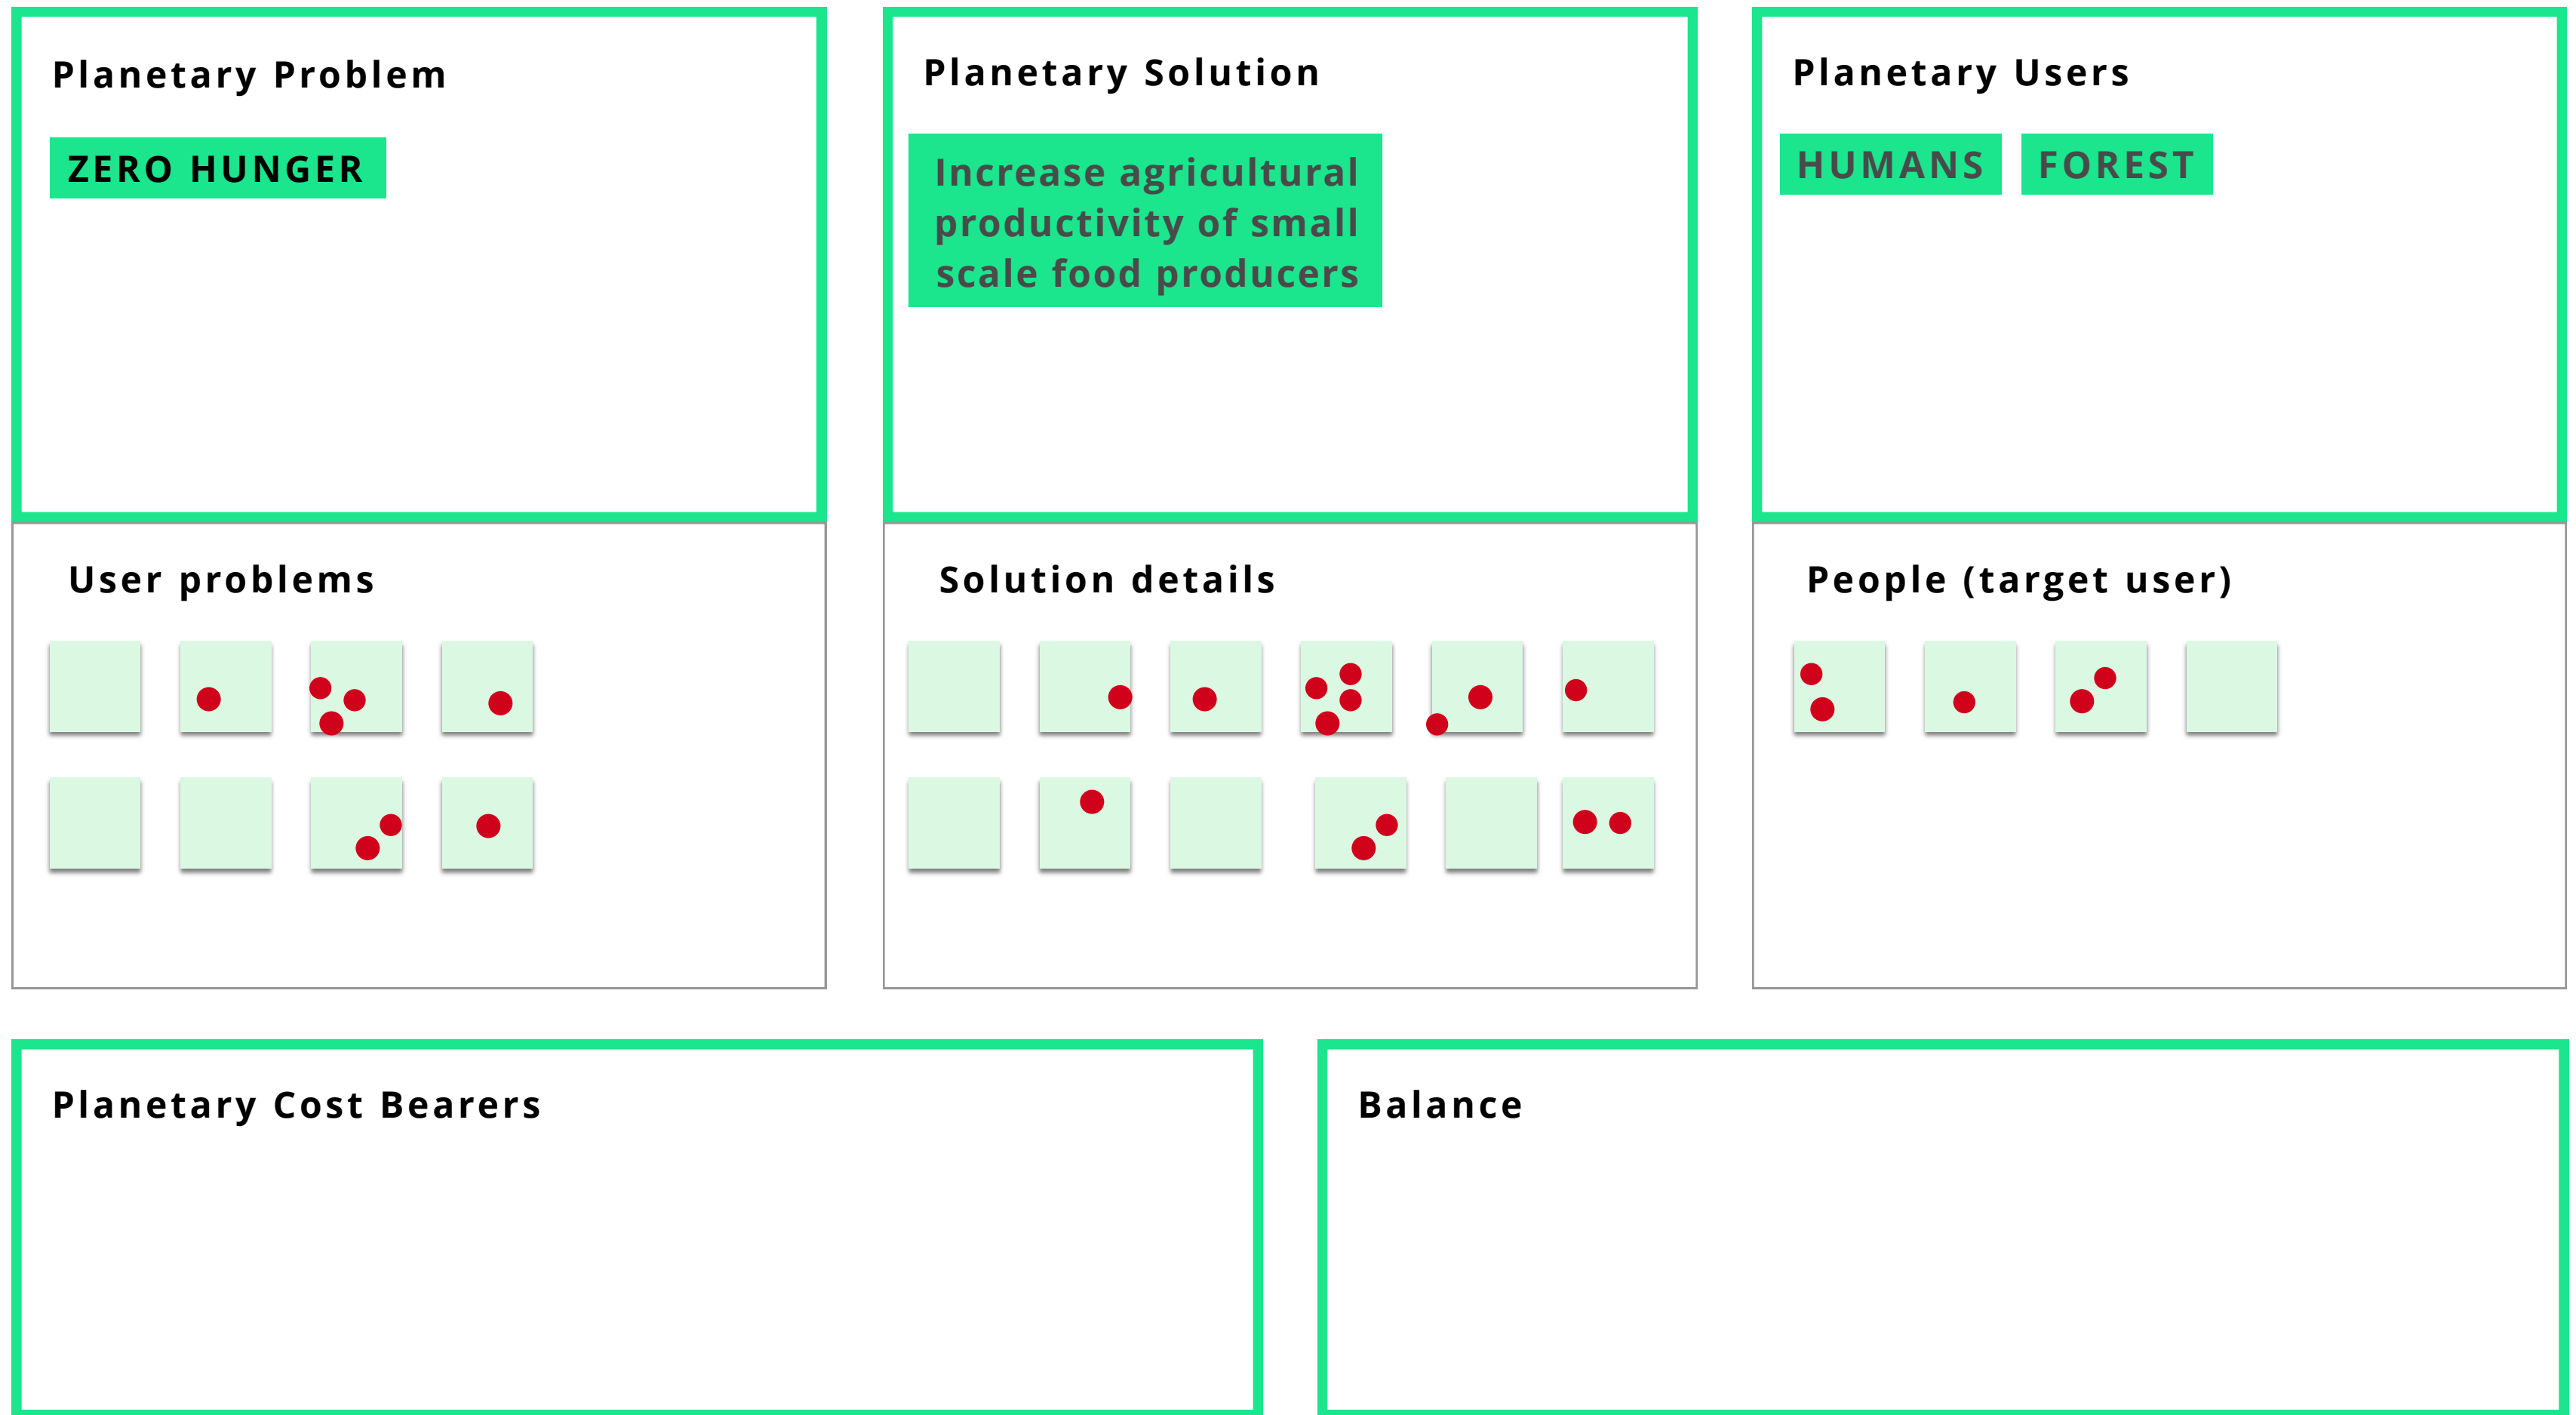 Planetary Problem
ZERO HUNGER
Planetary Solution
Increase agricultural
productivity of small
scale food producers
Planetary Users
HUMANS
FOREST
User problems
Solution details
People (target user)
Planetary Cost Bearers
Balance